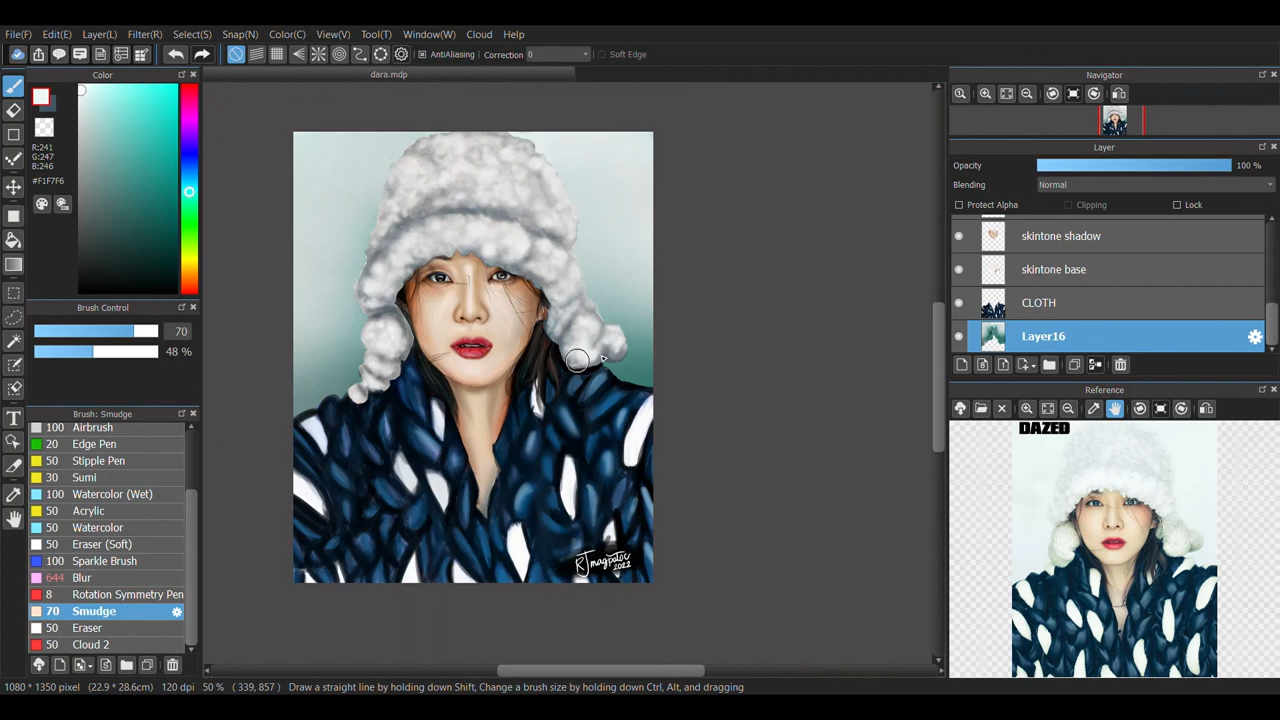 File(F) Edit(E) Layer(L) Filter(R) Select(S) Snap(N) Color(C) View(V) Tool(T) Window(W) Cloud Help
AntiAliasing Correction 0 Soft Edge
Color
dara.mdp
R:241
G:247
B:246
#F1F7F6
Brush Control
70
48 %
Brush: Smudge
100 Airbrush
20 Edge Pen
50 Stipple Pen
30 Sumi
100 Watercolor (Wet)
50 Acrylic
50 Watercolor
50 Eraser (Soft)
100 Sparkle Brush
644 Blur
8 Rotation Symmetry Pen
70 Smudge
50 Eraser
50 Cloud 2
RJ magpatoc
2022
Navigator
Layer
Opacity 100 %
Blending Normal
Protect Alpha Clipping Lock
skintone shadow
skintone base
CLOTH
Layer16
Reference
DAZED
1080 * 1350 pixel (22.9 * 28.6cm) 120 dpi 50 % ( 339, 857 ) Draw a straight line by holding down Shift, Change a brush size by holding down Ctrl, Alt, and dragging